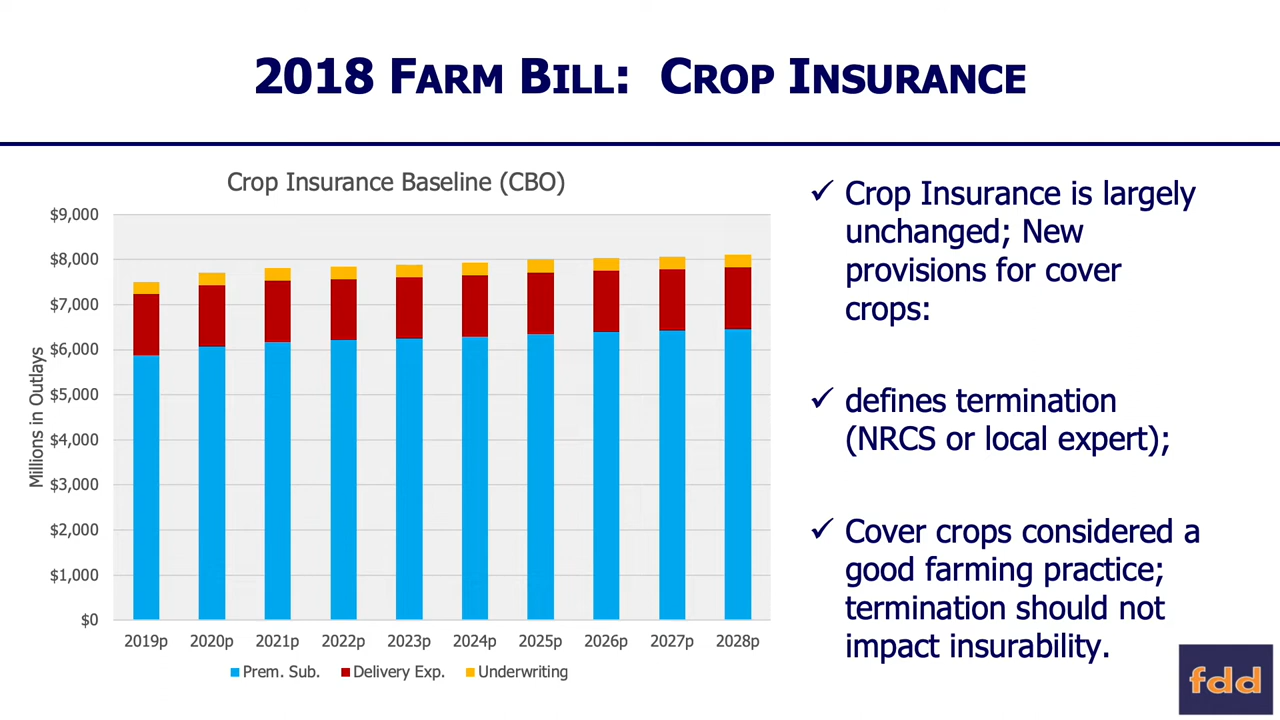 2018 FARM BILL: CROP INSURANCE
Crop Insurance Baseline (CBO)
Millions in Outlays
$9,000
$8,000
$7,000
$6,000
$5,000
$4,000
$3,000
$2,000
$1,000
$0
2019p 2020p 2021p 2022p 2023p 2024p 2025p 2026p 2027p 2028p
Prem. Sub. Delivery Exp. Underwriting
✓ Crop Insurance is largely
unchanged; New
provisions for cover
crops:
✓ defines termination
(NRCS or local expert);
✓ Cover crops considered a
good farming practice;
termination should not
impact insurability.
fdd